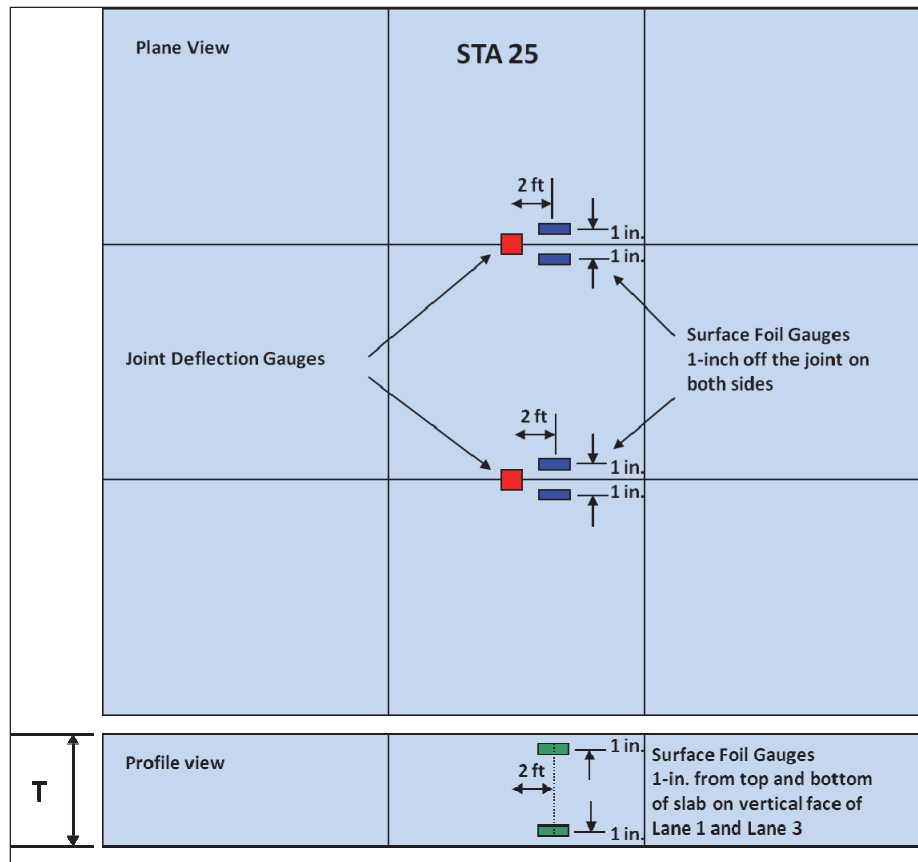 Plane View
STA 25
2 ft
1 in.
1 in.
Joint Deflection Gauges
Surface Foil Gauges
1-inch off the joint on
both sides
2 ft
1 in.
1 in.
T
Profile view
2 ft
1 in.
1 in.
Surface Foil Gauges
1-in. from top and bottom
of slab on vertical face of
Lane 1 and Lane 3